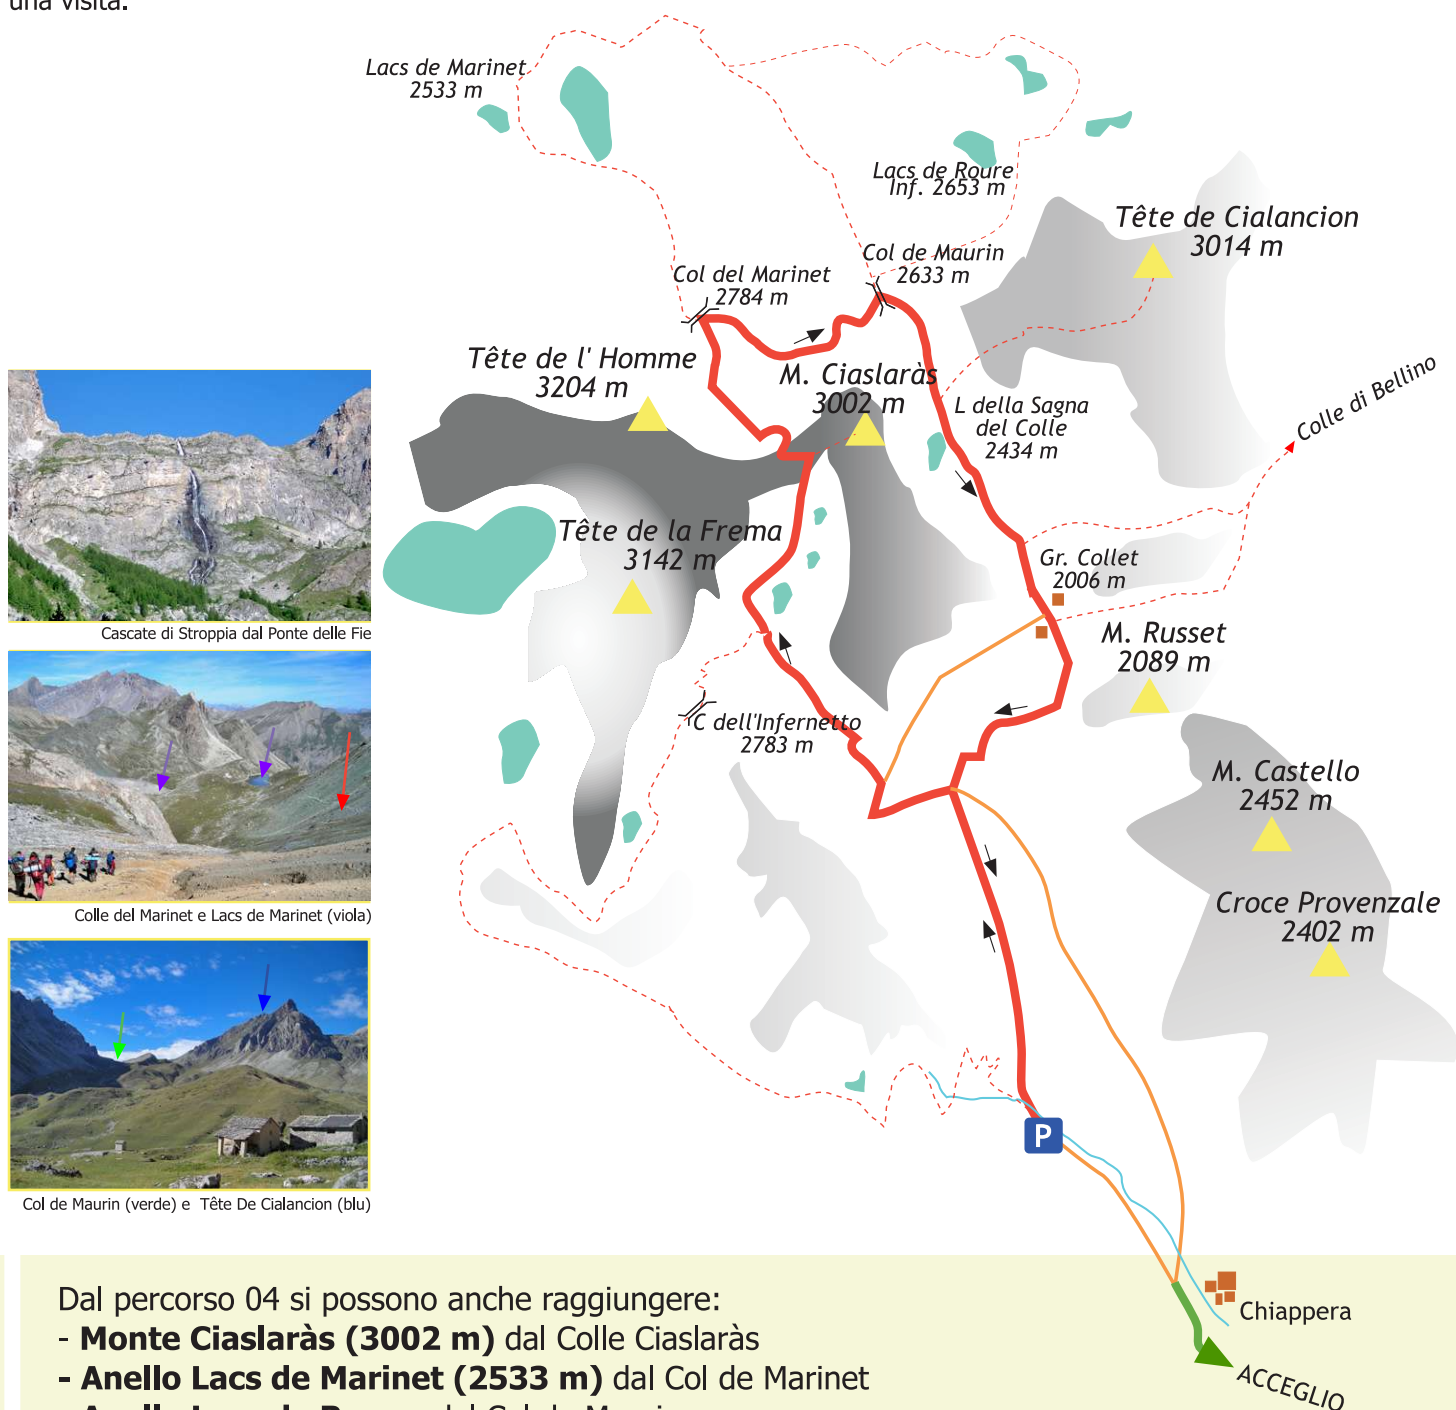 una visita.
Lacs de Marinet
2533 m
Lacs de Roure
Inf. 2653 m
Tête de Cialancion
3014 m
Col de Maurin
2633 m
Col del Marinet
2784 m
Tête de l' Homme
3204 m
M. Ciaslaràs
3002 m
L della Sagna
del Colle
2434 m
Colle di Bellino
Tête de la Frema
3142 m
Gr. Collet
2006 m
M. Russet
2089 m
C dell'Infernetto
2783 m
M. Castello
2452 m
Croce Provenzale
2402 m
P
Chiappera
ACCEGLIO
Cascate di Stroppia dal Ponte delle Fie
Colle del Marinet e Lacs de Marinet (viola)
Col de Maurin (verde) e Tête De Cialancion (blu)
Dal percorso 04 si possono anche raggiungere:
- Monte Ciaslaràs (3002 m) dal Colle Ciaslaràs
- Anello Lacs de Marinet (2533 m) dal Col de Marinet